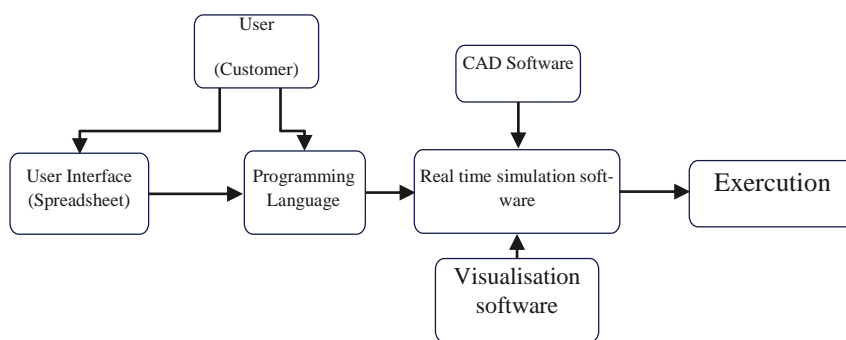 User
(Customer)
CAD Software
User Interface
(Spreadsheet)
Programming
Language
Real time simulation soft-
ware
Exercution
Visualisation
software